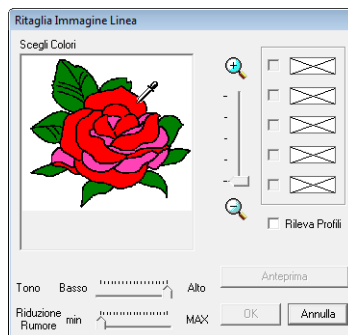 Ritaglia Immagine Linea
Scegli Colori
Rileva Profili
Anteprima
Tono Basso Alto
Riduzione Rumore min MAX
OK Annulla